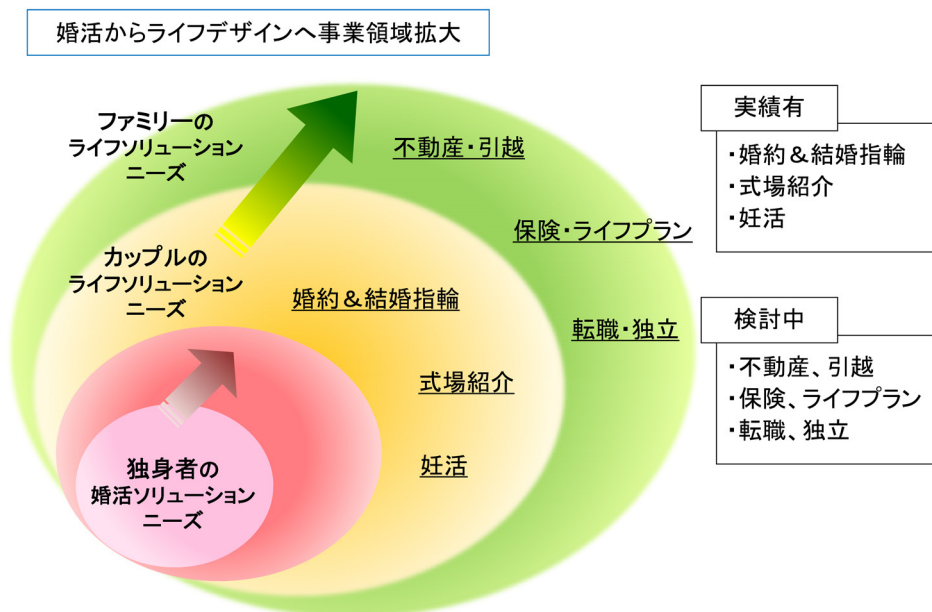 婚活からライフデザインへ事業領域拡大
ファミリーの
ライフソリューション
ニーズ
不動産・引越
保険・ライフプラン
カップルの
ライフソリューション
ニーズ
婚約＆結婚指輪
転職・独立
式場紹介
妊活
独身者の
婚活ソリューション
ニーズ
実績有
・婚約＆結婚指輪
・式場紹介
・妊活
検討中
・不動産、引越
・保険、ライフプラン
・転職、独立